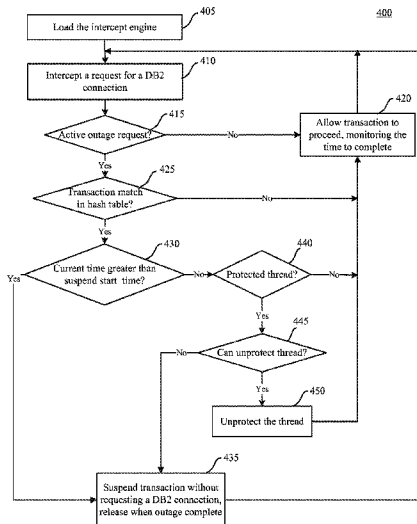 405
400
Load the intercept engine
410
Intercept a request for a DB2
connection
420
Allow transaction to
proceed, monitoring the
time to complete
415
Active outage request?
No
Yes
425
Transaction match
in hash table?
No
Yes
430
440
Yes
Current time greater than
suspend start time?
No
Protected thread?
No
Yes
445
No
Can unprotect thread?
Yes
450
Unprotect the thread
435
Suspend transaction without
requesting a DB2 connection,
release when outage complete